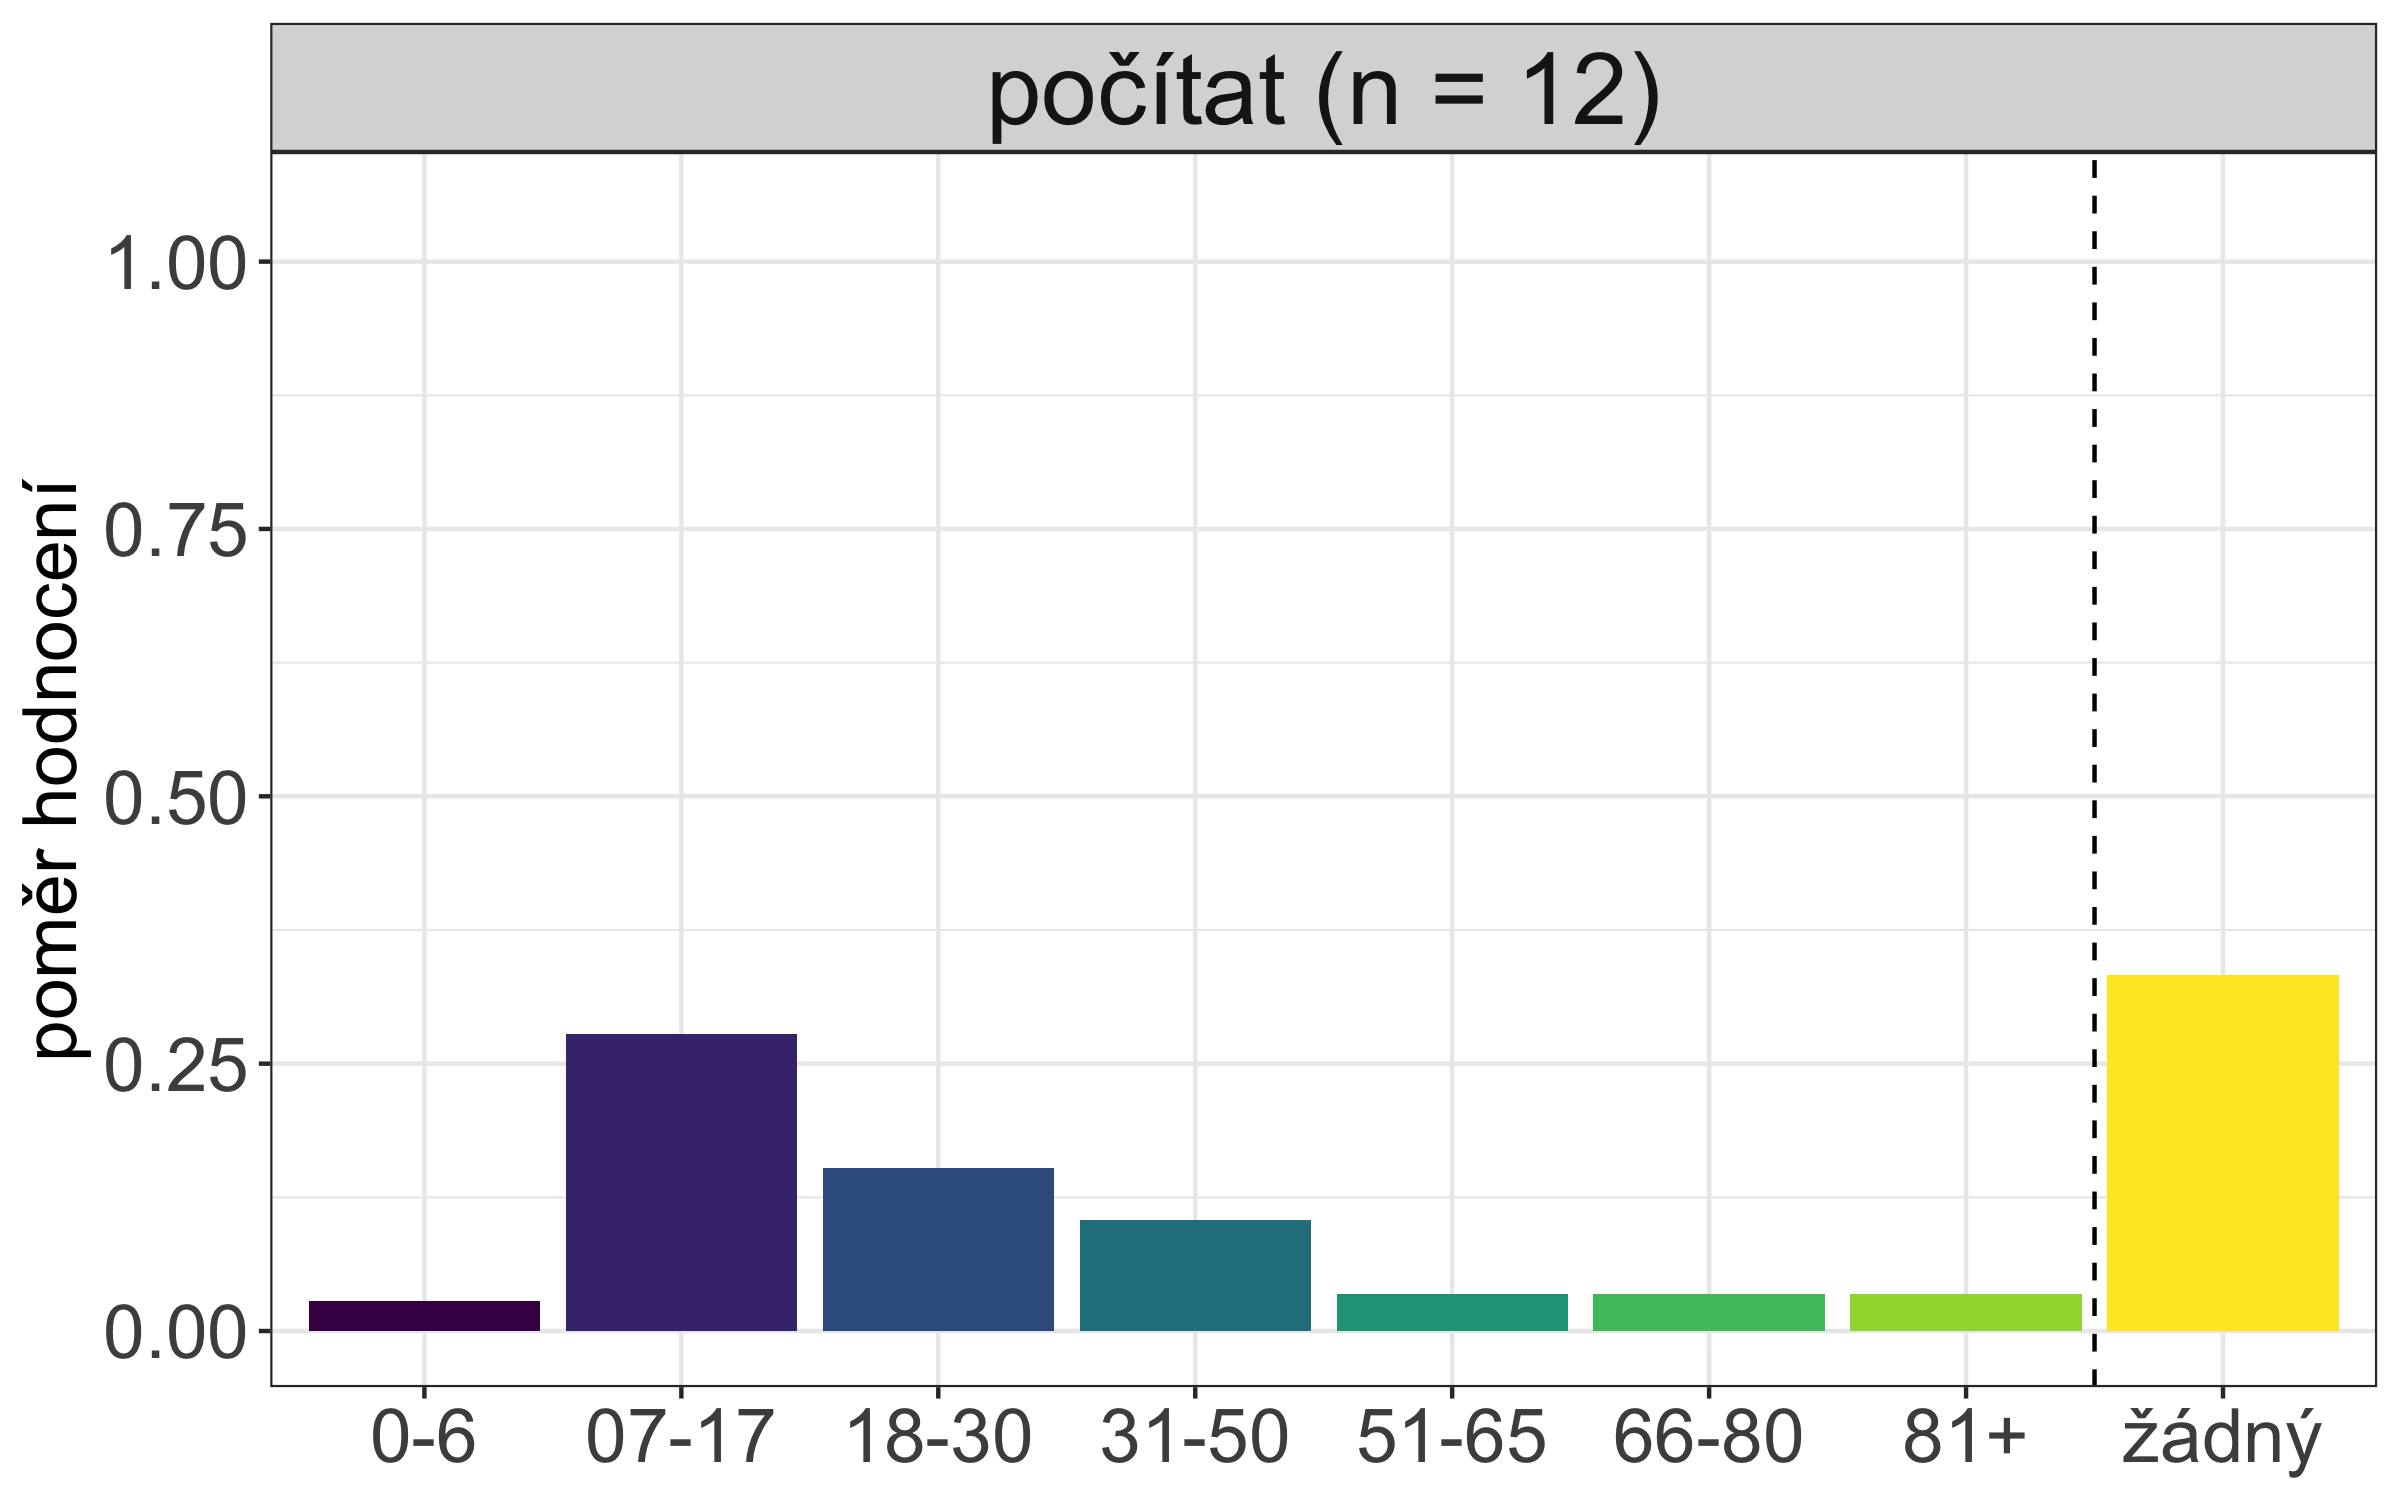 počítat (n = 12)
poměr hodnocení
1.00
0.75
0.50
0.25
0.00
0-6 07-17 18-30 31-50 51-65 66-80 81+ žádný